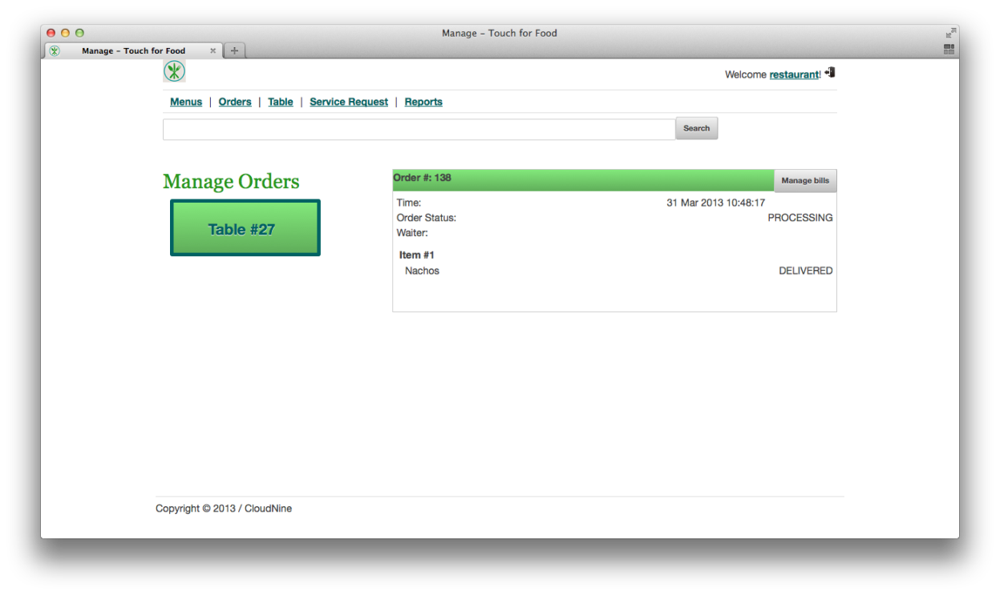 Manage – Touch for Food
Manage – Touch for Food
Welcome restaurant!
Menus | Orders | Table | Service Request | Reports
Search
Manage Orders
Table #27
Order #: 138
Manage bills
Time: 31 Mar 2013 10:48:17
Order Status: PROCESSING
Waiter:
Item #1
Nachos DELIVERED
Copyright © 2013 / CloudNine